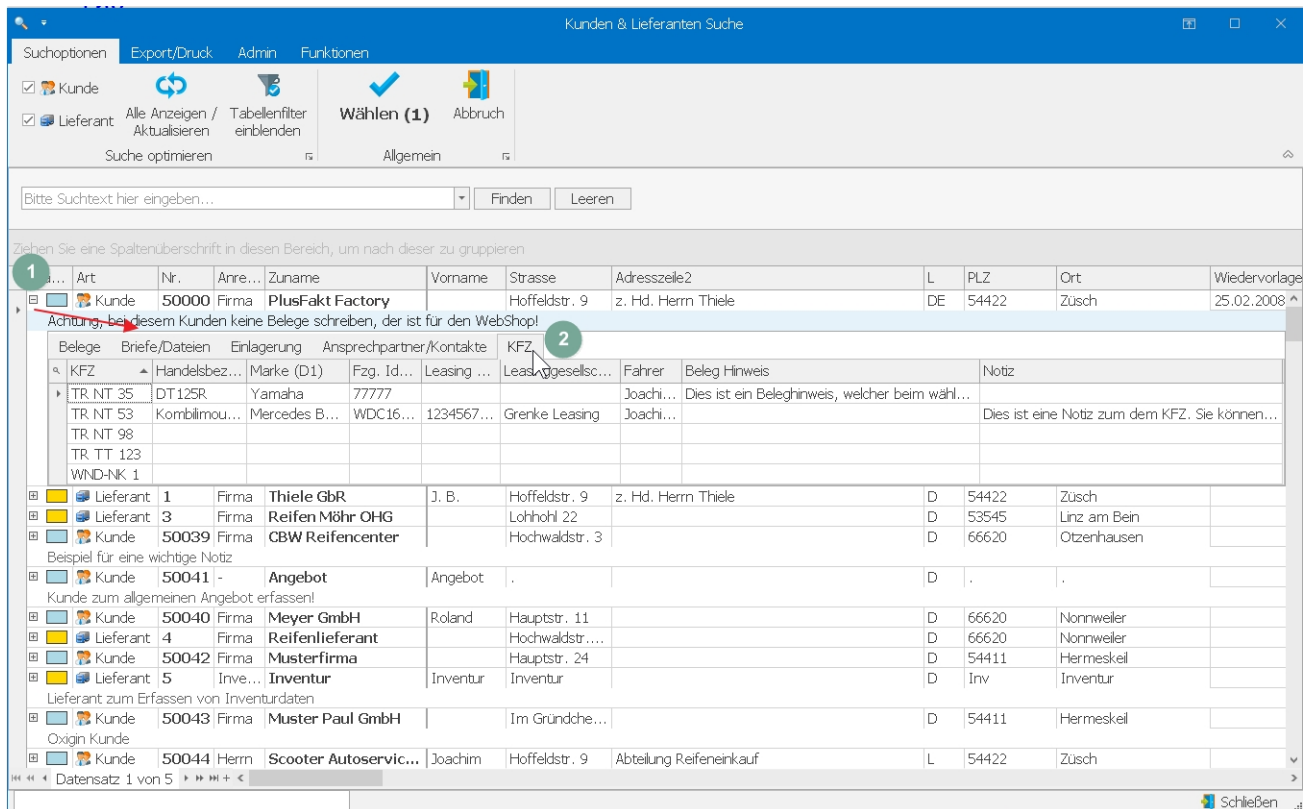 Kunden & Lieferanten Suche
Suchoptionen Export/Druck Admin Funktionen
Kunde
Lieferant
Alle Anzeigen / Aktualisieren
Tabellenfilter einblenden
Wählen (1)
Abbruch
Suche optimieren Allgemein
Bitte Suchtext hier eingeben... Finden Leeren
Ziehen Sie eine Spaltenüberschrift in diesen Bereich, um nach dieser zu gruppieren
1 ... Art Nr. Anre... Zuname Vorname Strasse Adresszeile2 L PLZ Ort Wiedervorlage
Kunde 50000 Firma PlusFakt Factory Hoffeldstr. 9 z. Hd. Herrn Thiele DE 54422 Züsch 25.02.2008
Achtung, bei diesem Kunden keine Belege schreiben, der ist für den WebShop!
Belege Briefe/Dateien Einlagerung Ansprechpartner/Kontakte KFZ 2
KFZ Handelsbez... Marke (D1) Fzg. Id... Leasing ... Leasinggesellsc... Fahrer Beleg Hinweis Notiz
TR NT 35 DT125R Yamaha 77777 Joachi... Dies ist ein Beleghinweis, welcher beim wähl...
TR NT 53 Kombilimou... Mercedes B... WDC16... 1234567... Grenke Leasing Joachi... Dies ist eine Notiz zum dem KFZ. Sie können...
TR NT 98
TR TT 123
WND-NK 1
Lieferant 1 Firma Thiele GbR J. B. Hoffeldstr. 9 z. Hd. Herrn Thiele D 54422 Züsch
Lieferant 3 Firma Reifen Möhr OHG Lohhohl 22 D 53545 Linz am Bein
Kunde 50039 Firma CBW Reifencenter Hochwaldstr. 3 D 66620 Otzenhausen
Beispiel für eine wichtige Notiz
Kunde 50041 - Angebot Angebot . D . .
Kunde zum allgemeinen Angebot erfassen!
Kunde 50040 Firma Meyer GmbH Roland Hauptstr. 11 D 66620 Nonnweiler
Lieferant 4 Firma Reifenlieferant Hochwaldstr.... D 66620 Nonnweiler
Kunde 50042 Firma Musterfirma Hauptstr. 24 D 54411 Hermeskeil
Lieferant 5 Inve... Inventur Inventur Inventur D Inv Inventur
Lieferant zum Erfassen von Inventurdaten
Kunde 50043 Firma Muster Paul GmbH Im Gründche... D 54411 Hermeskeil
Oxigin Kunde
Kunde 50044 Herrn Scooter Autoservic... Joachim Hoffeldstr. 9 Abteilung Reifeneinkauf L 54422 Züsch
Datensatz 1 von 5
Schließen